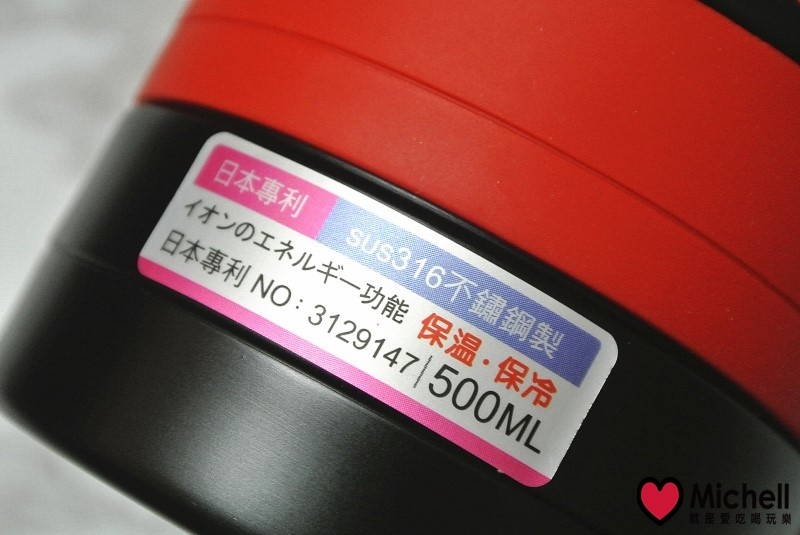 日本專利
sus316不鏽鋼製
イオンのエネルギー功能
保温・保冷
日本專利 NO：3129147/500ML
Michell
就是愛吃喝玩樂